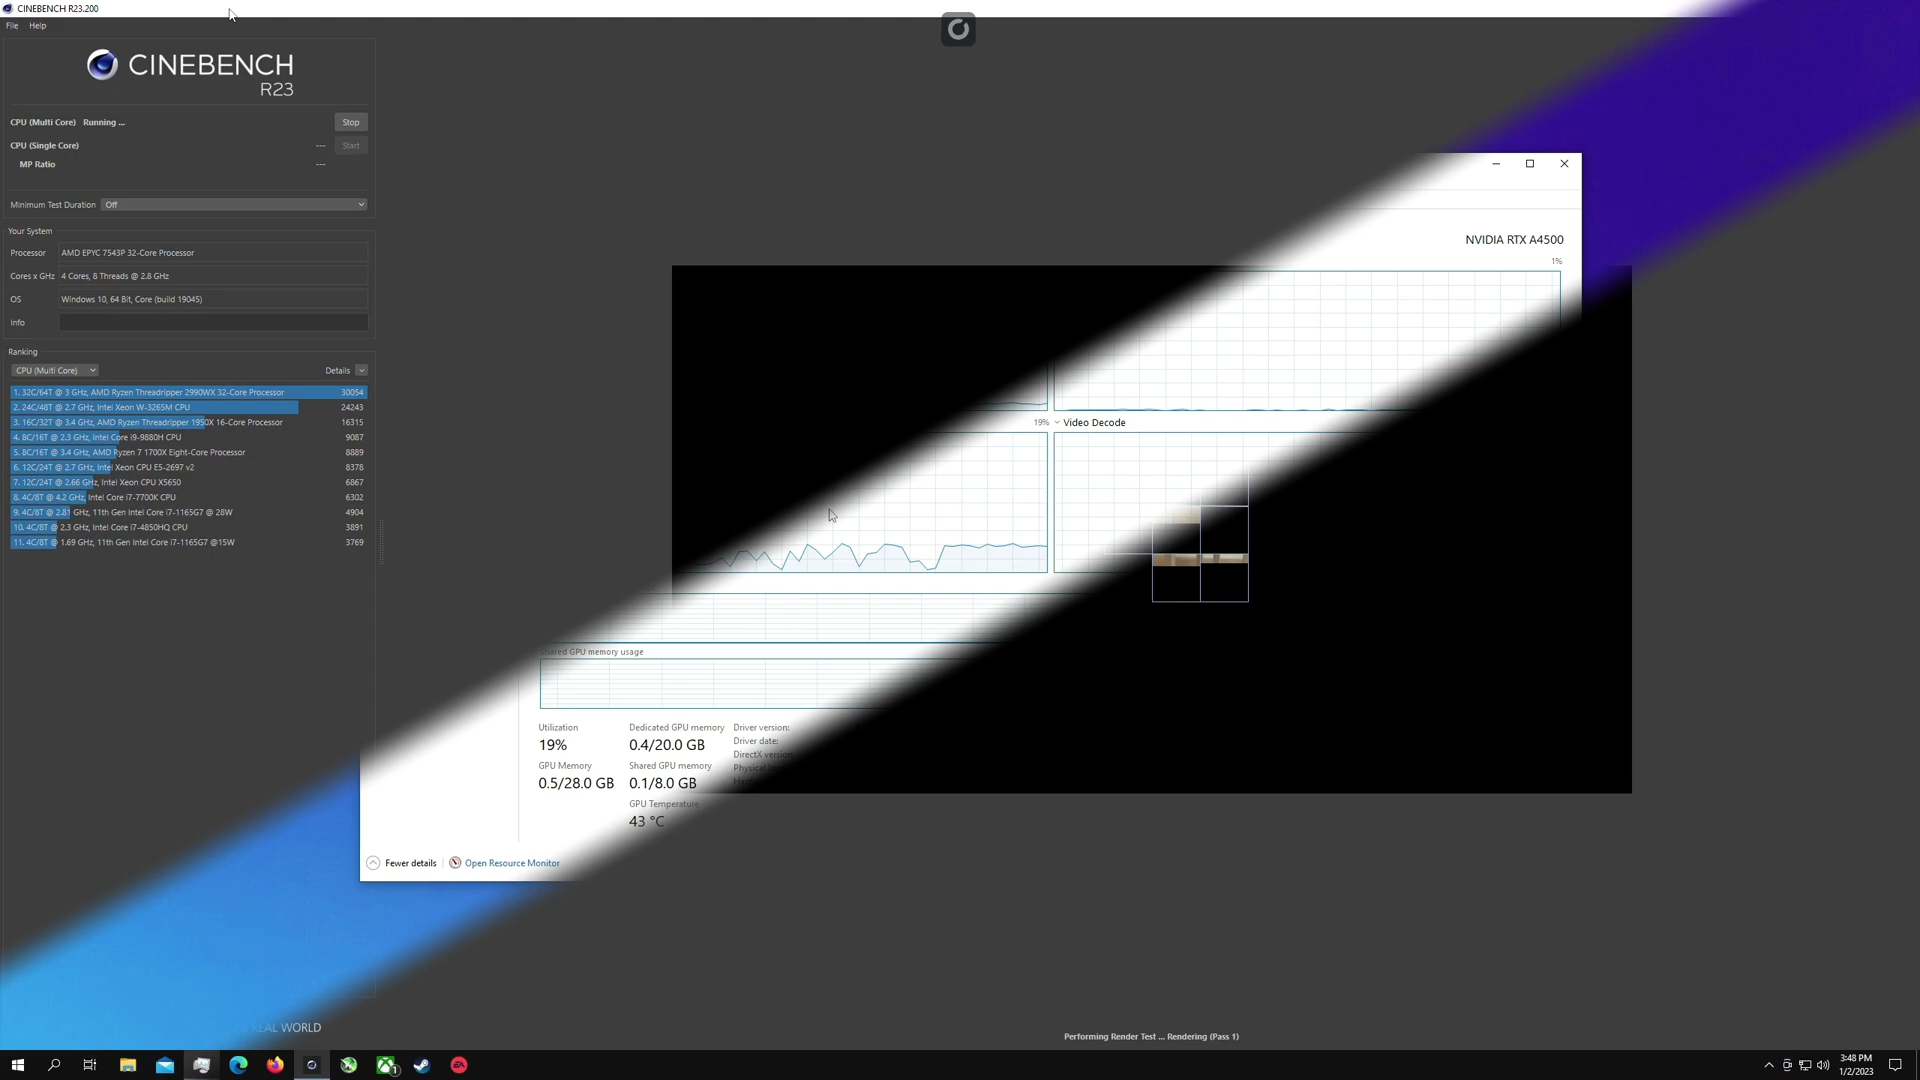 CINEBENCH R23.200
File Help
CINEBENCH
R23
CPU (Multi Core) Running ... Stop
CPU (Single Core) --- Start
MP Ratio ---
Minimum Test Duration Off
Your System
Processor AMD EPYC 7543P 32-Core Processor
Cores x GHz 4 Cores, 8 Threads @ 2.8 GHz
OS Windows 10, 64 Bit, Core (build 19045)
Info
Ranking
CPU (Multi Core) Details
1. 32C/64T @ 3 GHz, AMD Ryzen Threadripper 2990WX 32-Core Processor 30054
2. 24C/48T @ 2.7 GHz, Intel Xeon W-3265M CPU 24243
3. 16C/32T @ 3.4 GHz, AMD Ryzen Threadripper 1950X 16-Core Processor 16315
4. 8C/16T @ 2.3 GHz, Intel Core i9-9880H CPU 9087
5. 8C/16T @ 3.4 GHz, AMD Ryzen 7 1700X Eight-Core Processor 8889
6. 12C/24T @ 2.7 GHz, Intel Xeon CPU E5-2697 v2 8378
7. 12C/24T @ 2.66 GHz, Intel Xeon CPU X5650 6867
8. 4C/8T @ 4.2 GHz, Intel Core i7-7700K CPU 6302
9. 4C/8T @ 2.81 GHz, 11th Gen Intel Core i7-1165G7 @ 28W 4904
10. 4C/8T @ 2.3 GHz, Intel Core i7-4850HQ CPU 3891
11. 4C/8T @ 1.69 GHz, 11th Gen Intel Core i7-1165G7 @15W 3769
NVIDIA RTX A4500
1%
19% Video Decode
GPU memory usage
Utilization
19%
GPU Memory
0.5/28.0 GB
Dedicated GPU memory
0.4/20.0 GB
Shared GPU memory
0.1/8.0 GB
GPU Temperature
43 °C
Driver version:
Driver date:
DirectX version
Fewer details Open Resource Monitor
REAL WORLD
Performing Render Test ... Rendering (Pass 1)
1
3:48 PM
1/2/2023